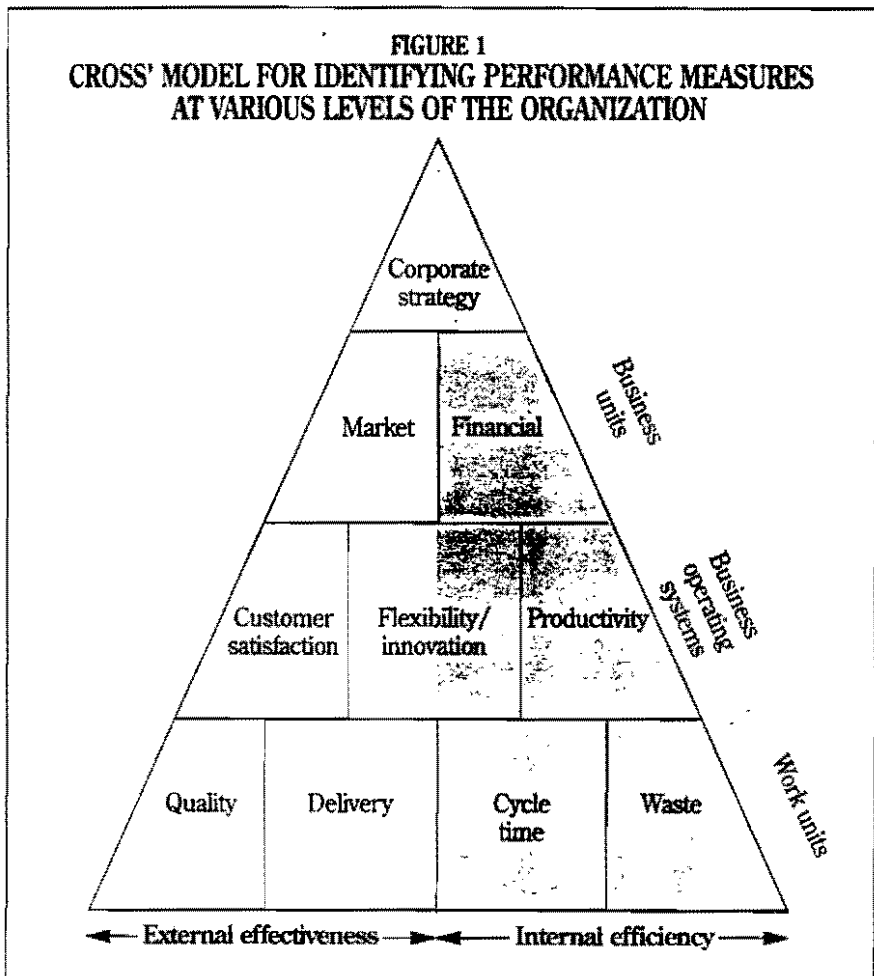 FIGURE 1
CROSS' MODEL FOR IDENTIFYING PERFORMANCE MEASURES
AT VARIOUS LEVELS OF THE ORGANIZATION
Corporate
strategy
Business
units
Market
Financial
Business
operating
systems
Customer
satisfaction
Flexibility/
innovation
Productivity
Work units
Quality
Delivery
Cycle
time
Waste
External effectiveness
Internal efficiency